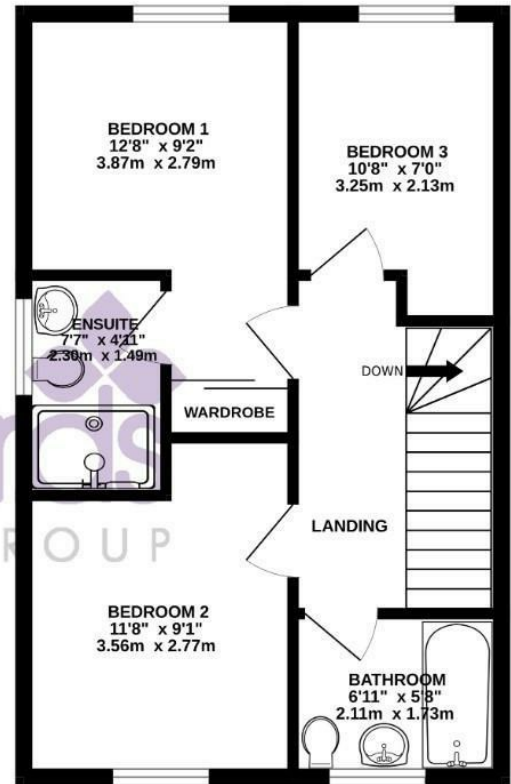 BEDROOM 1
12'8" x 9'2"
3.87m x 2.79m
BEDROOM 3
10'8" x 7'0"
3.25m x 2.13m
ENSUITE
7'7" x 4'11"
2.30m x 1.49m
DOWN
WARDROBE
LANDING
BEDROOM 2
11'8" x 9'1"
3.56m x 2.77m
BATHROOM
6'11" x 5'8"
2.11m x 1.73m
rds
ROUP